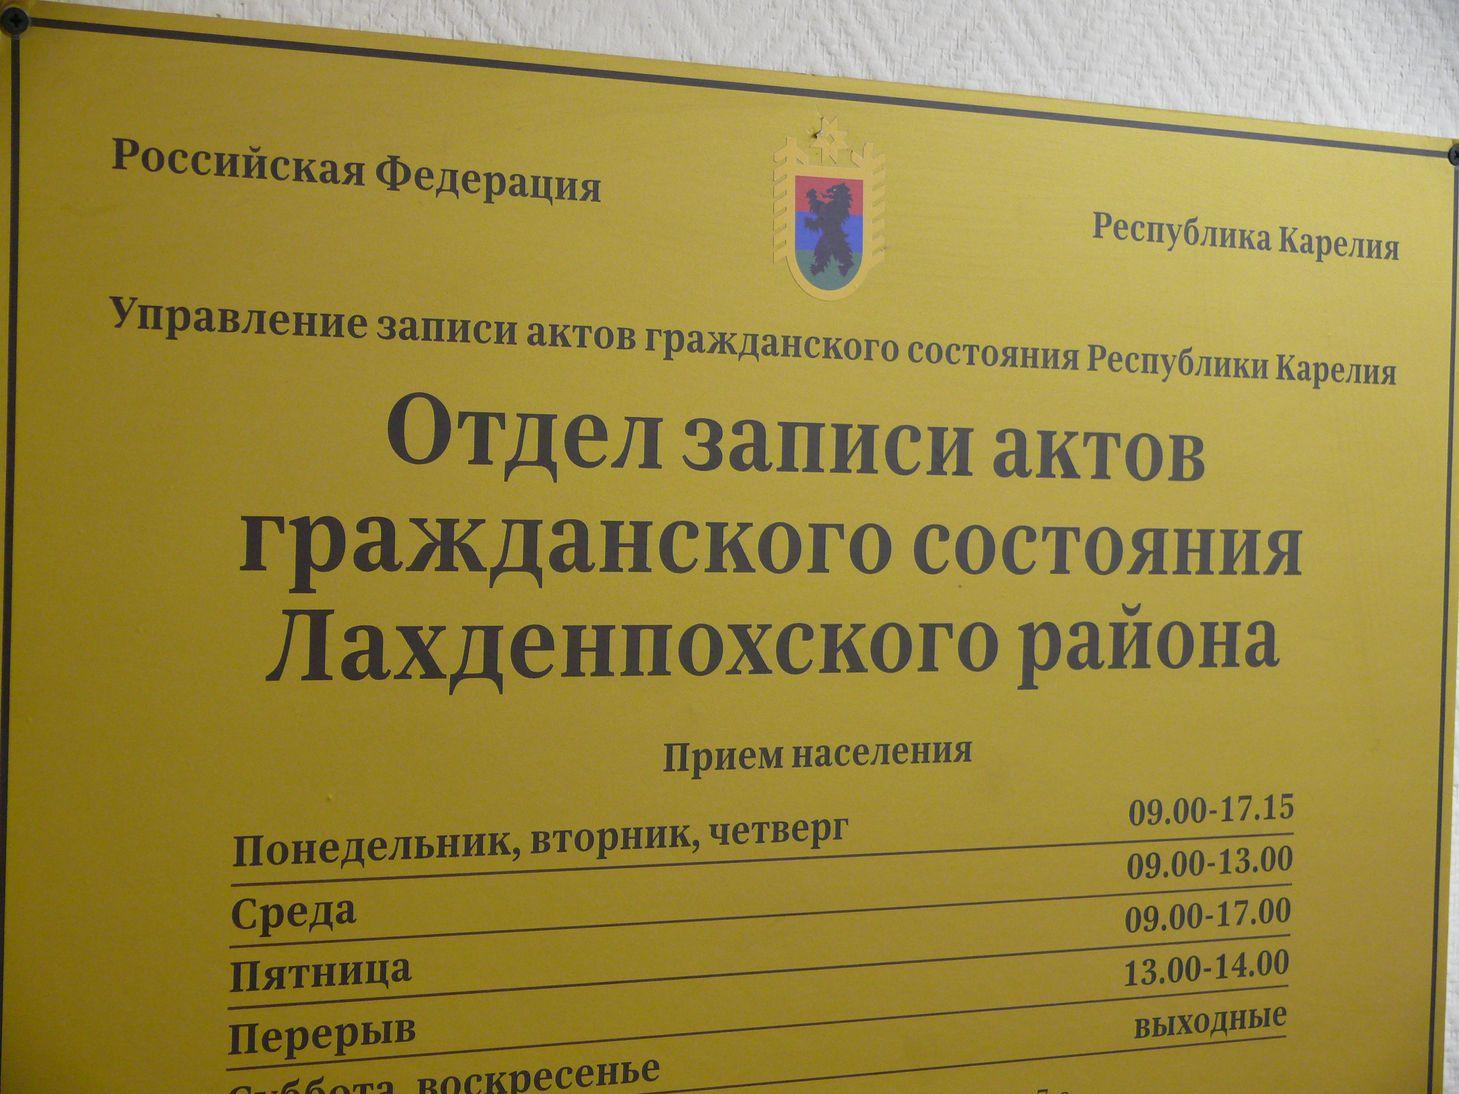 Российская Федерация
Республика Карелия
Управление записи актов гражданского состояния Республики Карелия
Отдел записи актов
гражданского состояния
Лахденпохского района
Прием населения
Понедельник, вторник, четверг 09.00-17.15
Среда 09.00-13.00
Пятница 09.00-17.00
Перерыв 13.00-14.00
Суббота, воскресенье выходные